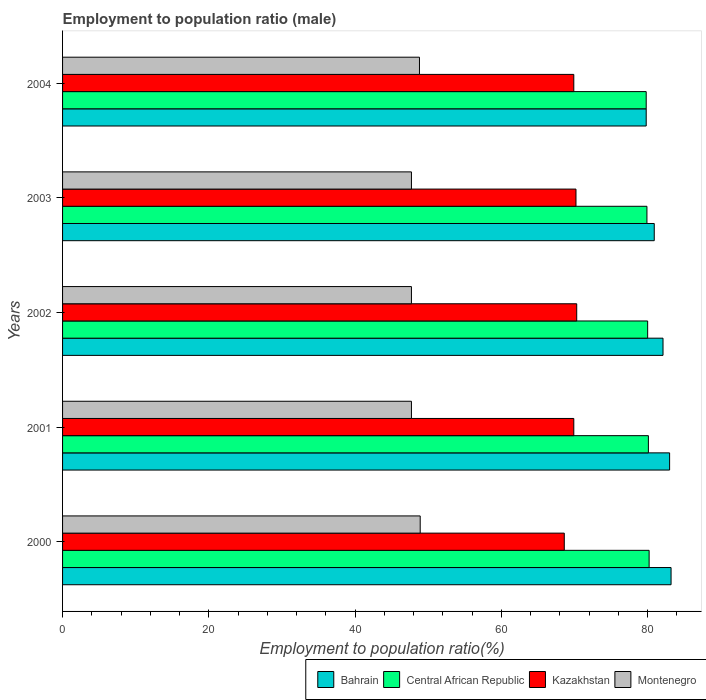 Employment to population ratio (male)
2004
2003
2002
2001
2000
Years
0 20 40 60 80
Employment to population ratio(%)
Bahrain Central African Republic Kazakhstan Montenegro